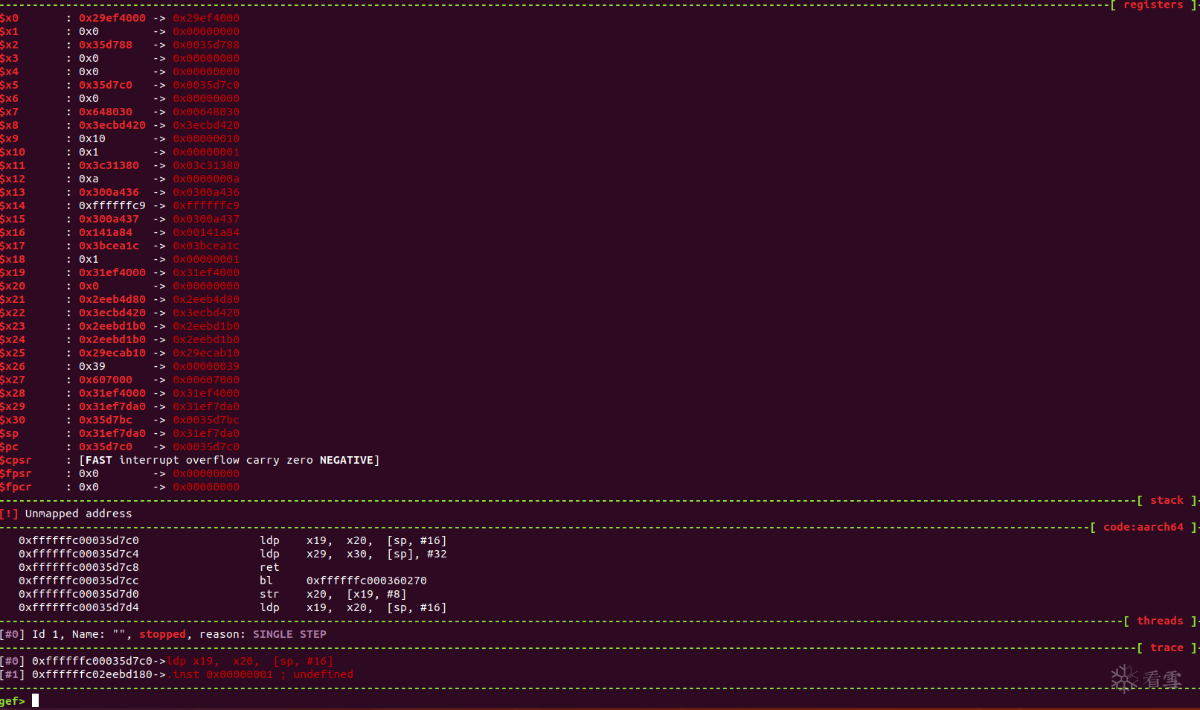 [ registers ]
$x0 : 0x29ef4000 -> 0x29ef4000
$x1 : 0x0 -> 0x00000000
$x2 : 0x35d788 -> 0x0035d788
$x3 : 0x0 -> 0x00000000
$x4 : 0x0 -> 0x00000000
$x5 : 0x35d7c0 -> 0x0035d7c0
$x6 : 0x0 -> 0x00000000
$x7 : 0x648030 -> 0x00648030
$x8 : 0x3ecbd420 -> 0x3ecbd420
$x9 : 0x10 -> 0x00000010
$x10 : 0x1 -> 0x00000001
$x11 : 0x3c31380 -> 0x03c31380
$x12 : 0xa -> 0x0000000a
$x13 : 0x300a436 -> 0x0300a436
$x14 : 0xffffffc9 -> 0xffffffc9
$x15 : 0x300a437 -> 0x0300a437
$x16 : 0x141a84 -> 0x00141a84
$x17 : 0x3bcea1c -> 0x03bcea1c
$x18 : 0x1 -> 0x00000001
$x19 : 0x31ef4000 -> 0x31ef4000
$x20 : 0x0 -> 0x00000000
$x21 : 0x2eeb4d80 -> 0x2eeb4d80
$x22 : 0x3ecbd420 -> 0x3ecbd420
$x23 : 0x2eebd1b0 -> 0x2eebd1b0
$x24 : 0x2eebd1b0 -> 0x2eebd1b0
$x25 : 0x29ecab10 -> 0x29ecab10
$x26 : 0x39 -> 0x00000039
$x27 : 0x607000 -> 0x00607000
$x28 : 0x31ef4000 -> 0x31ef4000
$x29 : 0x31ef7da0 -> 0x31ef7da0
$x30 : 0x35d7bc -> 0x0035d7bc
$sp : 0x31ef7da0 -> 0x31ef7da0
$pc : 0x35d7c0 -> 0x0035d7c0
$cpsr : [FAST interrupt overflow carry zero NEGATIVE]
$fpsr : 0x0 -> 0x00000000
$fpcr : 0x0 -> 0x00000000
[ stack ]
[!] Unmapped address
[ code:aarch64 ]
0xffffffc00035d7c0 ldp x19, x20, [sp, #16]
0xffffffc00035d7c4 ldp x29, x30, [sp], #32
0xffffffc00035d7c8 ret
0xffffffc00035d7cc bl 0xffffffc000360270
0xffffffc00035d7d0 str x20, [x19, #8]
0xffffffc00035d7d4 ldp x19, x20, [sp, #16]
[ threads ]
[#0] Id 1, Name: "", stopped, reason: SINGLE STEP
[ trace ]
[#0] 0xffffffc00035d7c0->ldp x19, x20, [sp, #16]
[#1] 0xffffffc02eebd180->.inst 0x00000001 ; undefined
看雪
gef>